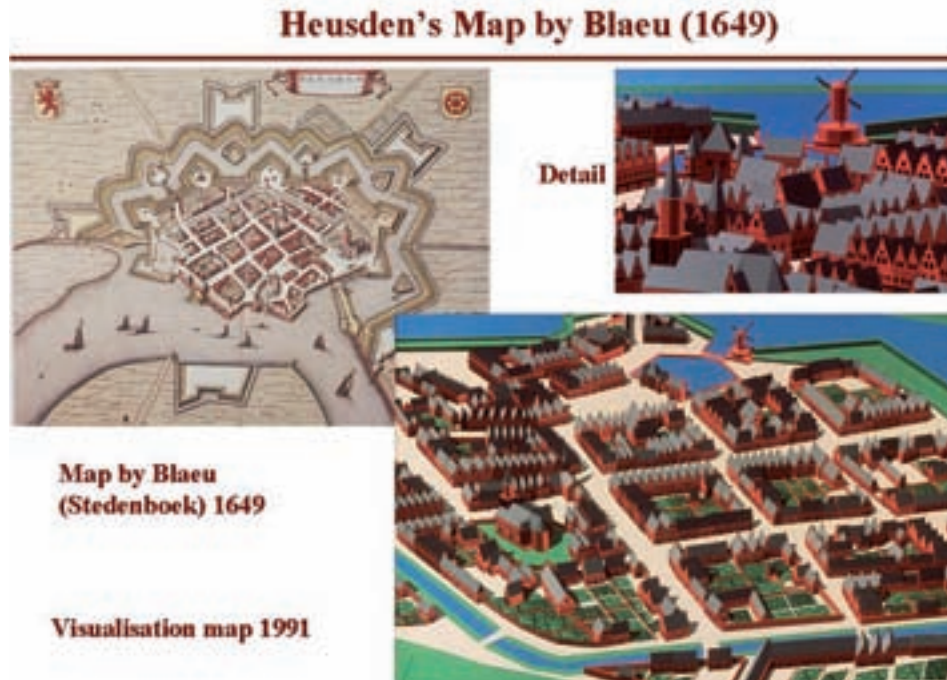 Heusden's Map by Blaeu (1649)
Detail
Map by Blaeu
(Stedenboek) 1649
Visualisation map 1991